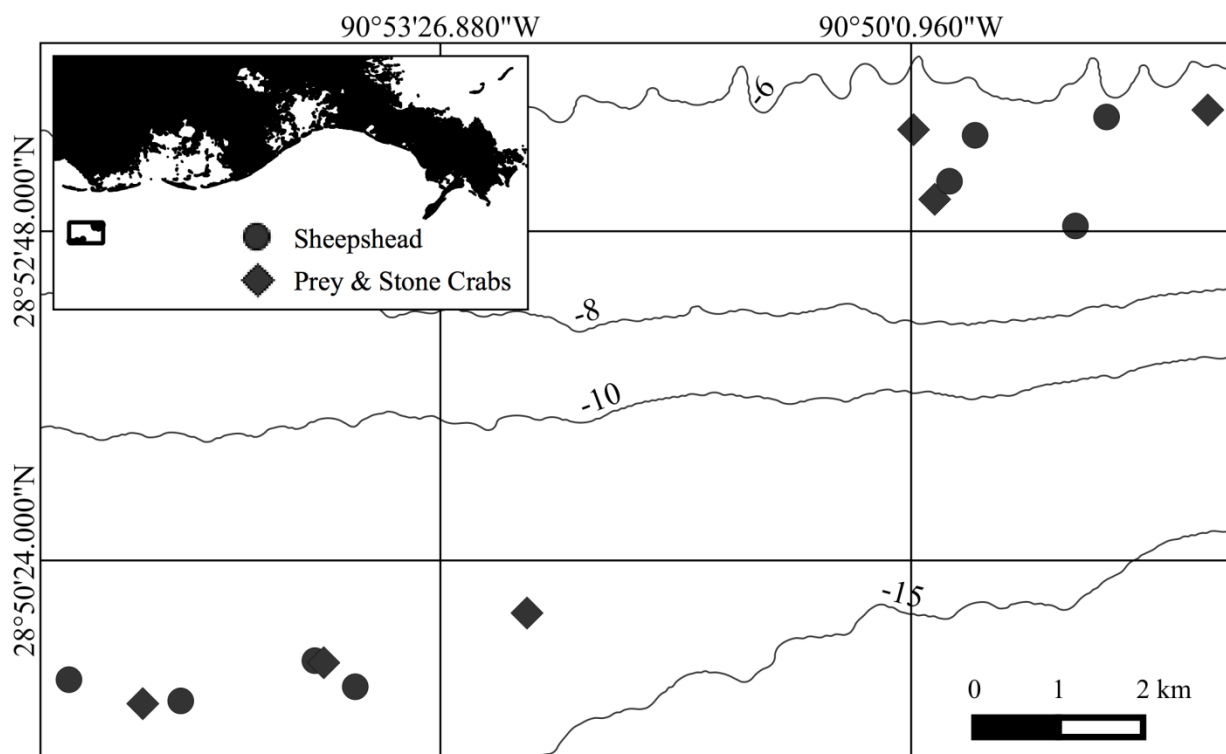 90°53'26.880"W
90°50'0.960"W
28°52'48.000"N
28°50'24.000"N
Sheepshead
Prey & Stone Crabs
-6
-8
-10
-15
0 1 2 km